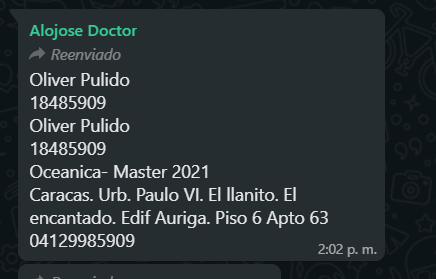 Alojose Doctor
Reenviado
Oliver Pulido
18485909
Oliver Pulido
18485909
Oceanica- Master 2021
Caracas. Urb. Paulo VI. El llanito. El
encantado. Edif Auriga. Piso 6 Apto 63
04129985909
2:02 p. m.
Reenviado